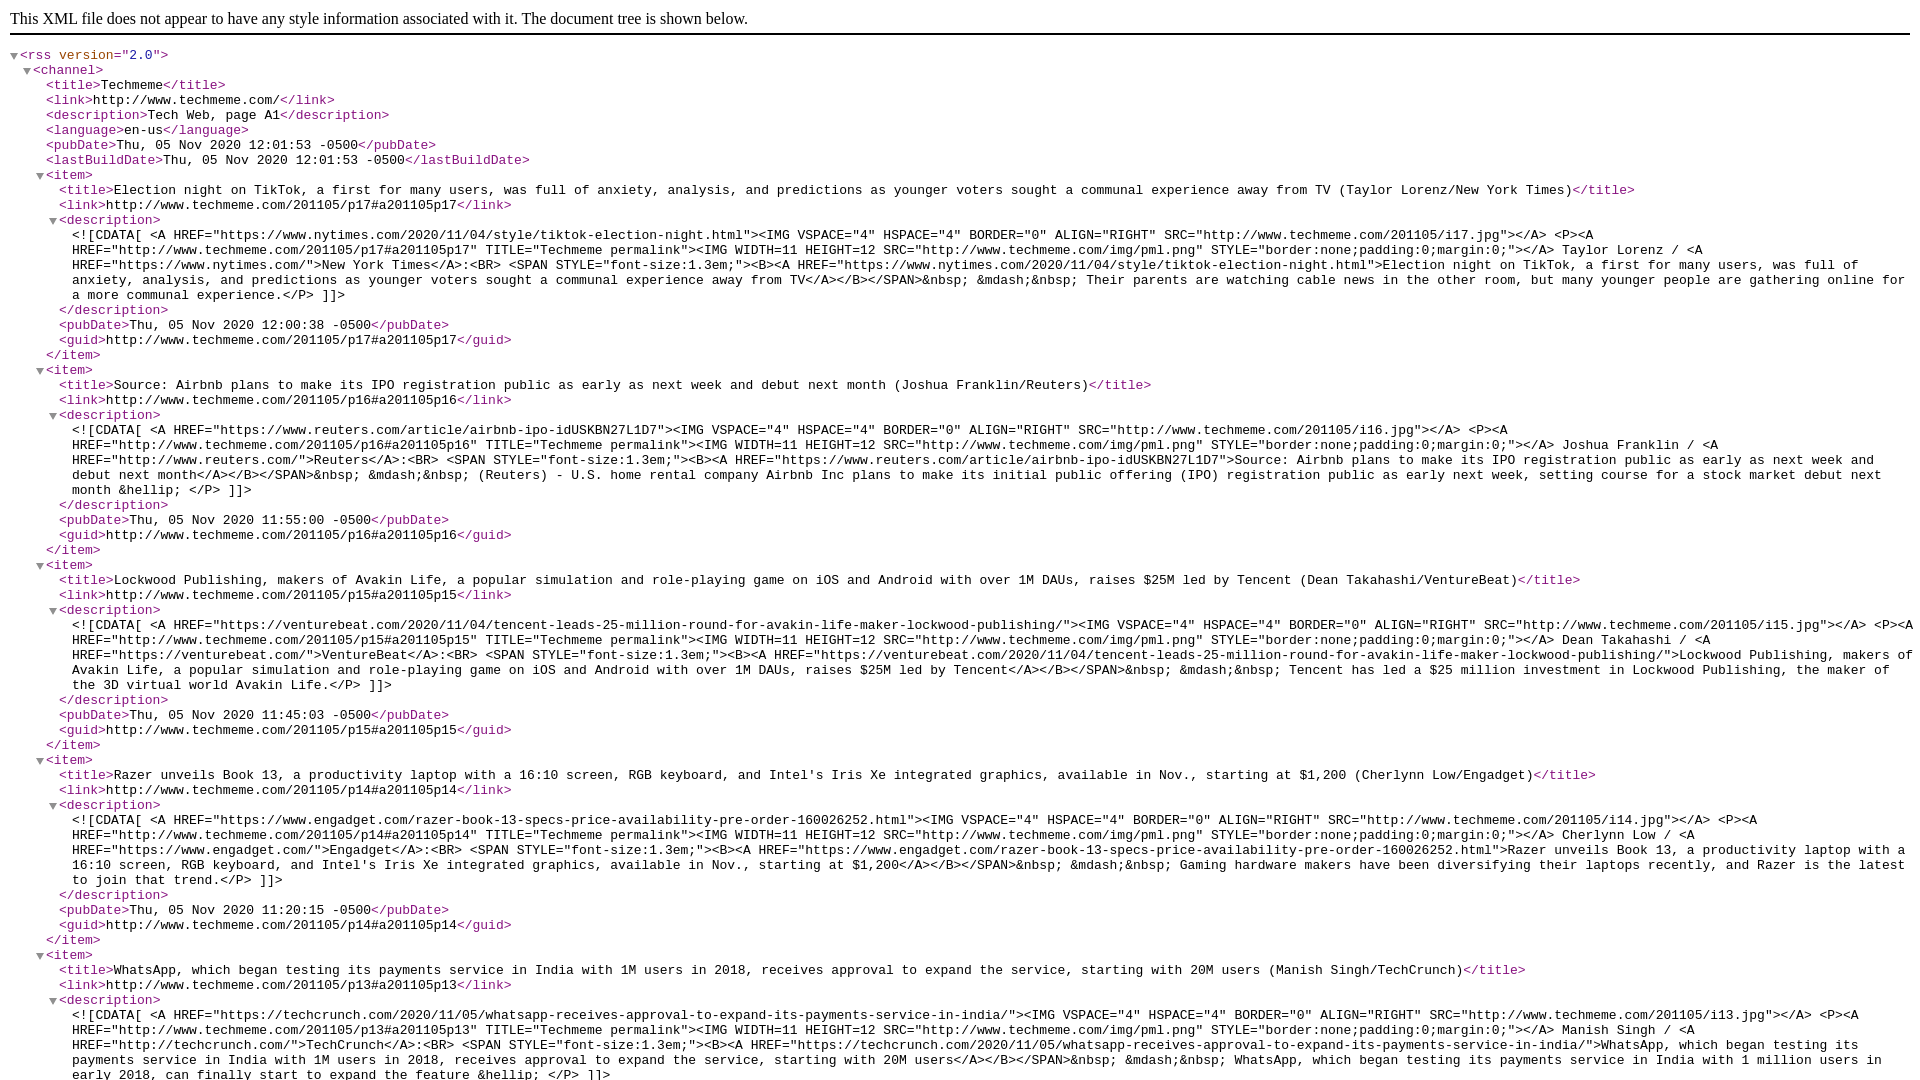 This XML file does not appear to have any style information associated with it. The document tree is shown below.
<rss version="2.0">
<channel>
<title>Techmeme</title>
<link>http://www.techmeme.com/</link>
<description>Tech Web, page A1</description>
<language>en-us</language>
<pubDate>Thu, 05 Nov 2020 12:01:53 -0500</pubDate>
<lastBuildDate>Thu, 05 Nov 2020 12:01:53 -0500</lastBuildDate>
<item>
<title>Election night on TikTok, a first for many users, was full of anxiety, analysis, and predictions as younger voters sought a communal experience away from TV (Taylor Lorenz/New York Times)</title>
<link>http://www.techmeme.com/201105/p17#a201105p17</link>
<description>
<![CDATA[ <A HREF="https://www.nytimes.com/2020/11/04/style/tiktok-election-night.html"><IMG VSPACE="4" HSPACE="4" BORDER="0" ALIGN="RIGHT" SRC="http://www.techmeme.com/201105/i17.jpg"></A> <P><A
HREF="http://www.techmeme.com/201105/p17#a201105p17" TITLE="Techmeme permalink"><IMG WIDTH=11 HEIGHT=12 SRC="http://www.techmeme.com/img/pml.png" STYLE="border:none;padding:0;margin:0;"></A> Taylor Lorenz / <A
HREF="https://www.nytimes.com/">New York Times</A>:<BR> <SPAN STYLE="font-size:1.3em;"><B><A HREF="https://www.nytimes.com/2020/11/04/style/tiktok-election-night.html">Election night on TikTok, a first for many users, was full of
anxiety, analysis, and predictions as younger voters sought a communal experience away from TV</A></B></SPAN>&nbsp; &mdash;&nbsp; Their parents are watching cable news in the other room, but many younger people are gathering online for
a more communal experience.</P> ]]>
</description>
<pubDate>Thu, 05 Nov 2020 12:00:38 -0500</pubDate>
<guid>http://www.techmeme.com/201105/p17#a201105p17</guid>
</item>
<item>
<title>Source: Airbnb plans to make its IPO registration public as early as next week and debut next month (Joshua Franklin/Reuters)</title>
<link>http://www.techmeme.com/201105/p16#a201105p16</link>
<description>
<![CDATA[ <A HREF="https://www.reuters.com/article/airbnb-ipo-idUSKBN27L1D7"><IMG VSPACE="4" HSPACE="4" BORDER="0" ALIGN="RIGHT" SRC="http://www.techmeme.com/201105/i16.jpg"></A> <P><A
HREF="http://www.techmeme.com/201105/p16#a201105p16" TITLE="Techmeme permalink"><IMG WIDTH=11 HEIGHT=12 SRC="http://www.techmeme.com/img/pml.png" STYLE="border:none;padding:0;margin:0;"></A> Joshua Franklin / <A
HREF="http://www.reuters.com/">Reuters</A>:<BR> <SPAN STYLE="font-size:1.3em;"><B><A HREF="https://www.reuters.com/article/airbnb-ipo-idUSKBN27L1D7">Source: Airbnb plans to make its IPO registration public as early as next week and
debut next month</A></B></SPAN>&nbsp; &mdash;&nbsp; (Reuters) - U.S. home rental company Airbnb Inc plans to make its initial public offering (IPO) registration public as early next week, setting course for a stock market debut next
month &hellip; </P> ]]>
</description>
<pubDate>Thu, 05 Nov 2020 11:55:00 -0500</pubDate>
<guid>http://www.techmeme.com/201105/p16#a201105p16</guid>
</item>
<item>
<title>Lockwood Publishing, makers of Avakin Life, a popular simulation and role-playing game on iOS and Android with over 1M DAUs, raises $25M led by Tencent (Dean Takahashi/VentureBeat)</title>
<link>http://www.techmeme.com/201105/p15#a201105p15</link>
<description>
<![CDATA[ <A HREF="https://venturebeat.com/2020/11/04/tencent-leads-25-million-round-for-avakin-life-maker-lockwood-publishing/"><IMG VSPACE="4" HSPACE="4" BORDER="0" ALIGN="RIGHT" SRC="http://www.techmeme.com/201105/i15.jpg"></A> <P><A
HREF="http://www.techmeme.com/201105/p15#a201105p15" TITLE="Techmeme permalink"><IMG WIDTH=11 HEIGHT=12 SRC="http://www.techmeme.com/img/pml.png" STYLE="border:none;padding:0;margin:0;"></A> Dean Takahashi / <A
HREF="https://venturebeat.com/">VentureBeat</A>:<BR> <SPAN STYLE="font-size:1.3em;"><B><A HREF="https://venturebeat.com/2020/11/04/tencent-leads-25-million-round-for-avakin-life-maker-lockwood-publishing/">Lockwood Publishing, makers of
Avakin Life, a popular simulation and role-playing game on iOS and Android with over 1M DAUs, raises $25M led by Tencent</A></B></SPAN>&nbsp; &mdash;&nbsp; Tencent has led a $25 million investment in Lockwood Publishing, the maker of
the 3D virtual world Avakin Life.</P> ]]>
</description>
<pubDate>Thu, 05 Nov 2020 11:45:03 -0500</pubDate>
<guid>http://www.techmeme.com/201105/p15#a201105p15</guid>
</item>
<item>
<title>Razer unveils Book 13, a productivity laptop with a 16:10 screen, RGB keyboard, and Intel's Iris Xe integrated graphics, available in Nov., starting at $1,200 (Cherlynn Low/Engadget)</title>
<link>http://www.techmeme.com/201105/p14#a201105p14</link>
<description>
<![CDATA[ <A HREF="https://www.engadget.com/razer-book-13-specs-price-availability-pre-order-160026252.html"><IMG VSPACE="4" HSPACE="4" BORDER="0" ALIGN="RIGHT" SRC="http://www.techmeme.com/201105/i14.jpg"></A> <P><A
HREF="http://www.techmeme.com/201105/p14#a201105p14" TITLE="Techmeme permalink"><IMG WIDTH=11 HEIGHT=12 SRC="http://www.techmeme.com/img/pml.png" STYLE="border:none;padding:0;margin:0;"></A> Cherlynn Low / <A
HREF="https://www.engadget.com/">Engadget</A>:<BR> <SPAN STYLE="font-size:1.3em;"><B><A HREF="https://www.engadget.com/razer-book-13-specs-price-availability-pre-order-160026252.html">Razer unveils Book 13, a productivity laptop with a
16:10 screen, RGB keyboard, and Intel's Iris Xe integrated graphics, available in Nov., starting at $1,200</A></B></SPAN>&nbsp; &mdash;&nbsp; Gaming hardware makers have been diversifying their laptops recently, and Razer is the latest
to join that trend.</P> ]]>
</description>
<pubDate>Thu, 05 Nov 2020 11:20:15 -0500</pubDate>
<guid>http://www.techmeme.com/201105/p14#a201105p14</guid>
</item>
<item>
<title>WhatsApp, which began testing its payments service in India with 1M users in 2018, receives approval to expand the service, starting with 20M users (Manish Singh/TechCrunch)</title>
<link>http://www.techmeme.com/201105/p13#a201105p13</link>
<description>
<![CDATA[ <A HREF="https://techcrunch.com/2020/11/05/whatsapp-receives-approval-to-expand-its-payments-service-in-india/"><IMG VSPACE="4" HSPACE="4" BORDER="0" ALIGN="RIGHT" SRC="http://www.techmeme.com/201105/i13.jpg"></A> <P><A
HREF="http://www.techmeme.com/201105/p13#a201105p13" TITLE="Techmeme permalink"><IMG WIDTH=11 HEIGHT=12 SRC="http://www.techmeme.com/img/pml.png" STYLE="border:none;padding:0;margin:0;"></A> Manish Singh / <A
HREF="http://techcrunch.com/">TechCrunch</A>:<BR> <SPAN STYLE="font-size:1.3em;"><B><A HREF="https://techcrunch.com/2020/11/05/whatsapp-receives-approval-to-expand-its-payments-service-in-india/">WhatsApp, which began testing its
payments service in India with 1M users in 2018, receives approval to expand the service, starting with 20M users</A></B></SPAN>&nbsp; &mdash;&nbsp; WhatsApp, which began testing its payments service in India with 1 million users in
early 2018, can finally start to expand the feature &hellip; </P> ]]>